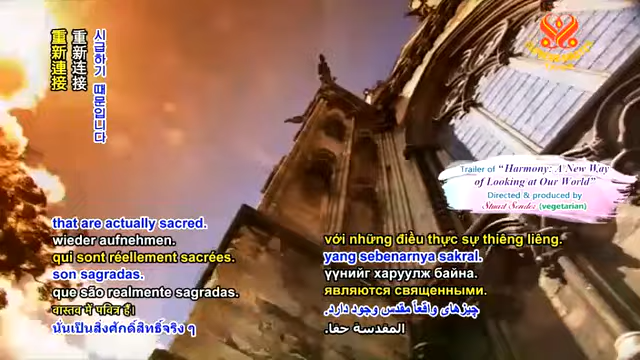 重新連接
重新连接
시급하기 때문입니다
Trailer of "Harmony: A New Way
of Looking at Our World"
Directed & produced by
Stuart Sender (vegetarian)
that are actually sacred.
wieder aufnehmen.
qui sont réellement sacrées.
son sagradas.
que são realmente sagradas.
वास्तव में पवित्र हैं।
นั่นเป็นสิ่งศักดิ์สิทธิ์จริง ๆ
với những điều thực sự thiêng liêng.
yang sebenarnya sakral.
үүнийг харуулж байна.
являются священными.
چیزهای واقعاً مقدس وجود دارد.
المقدسة حقا.